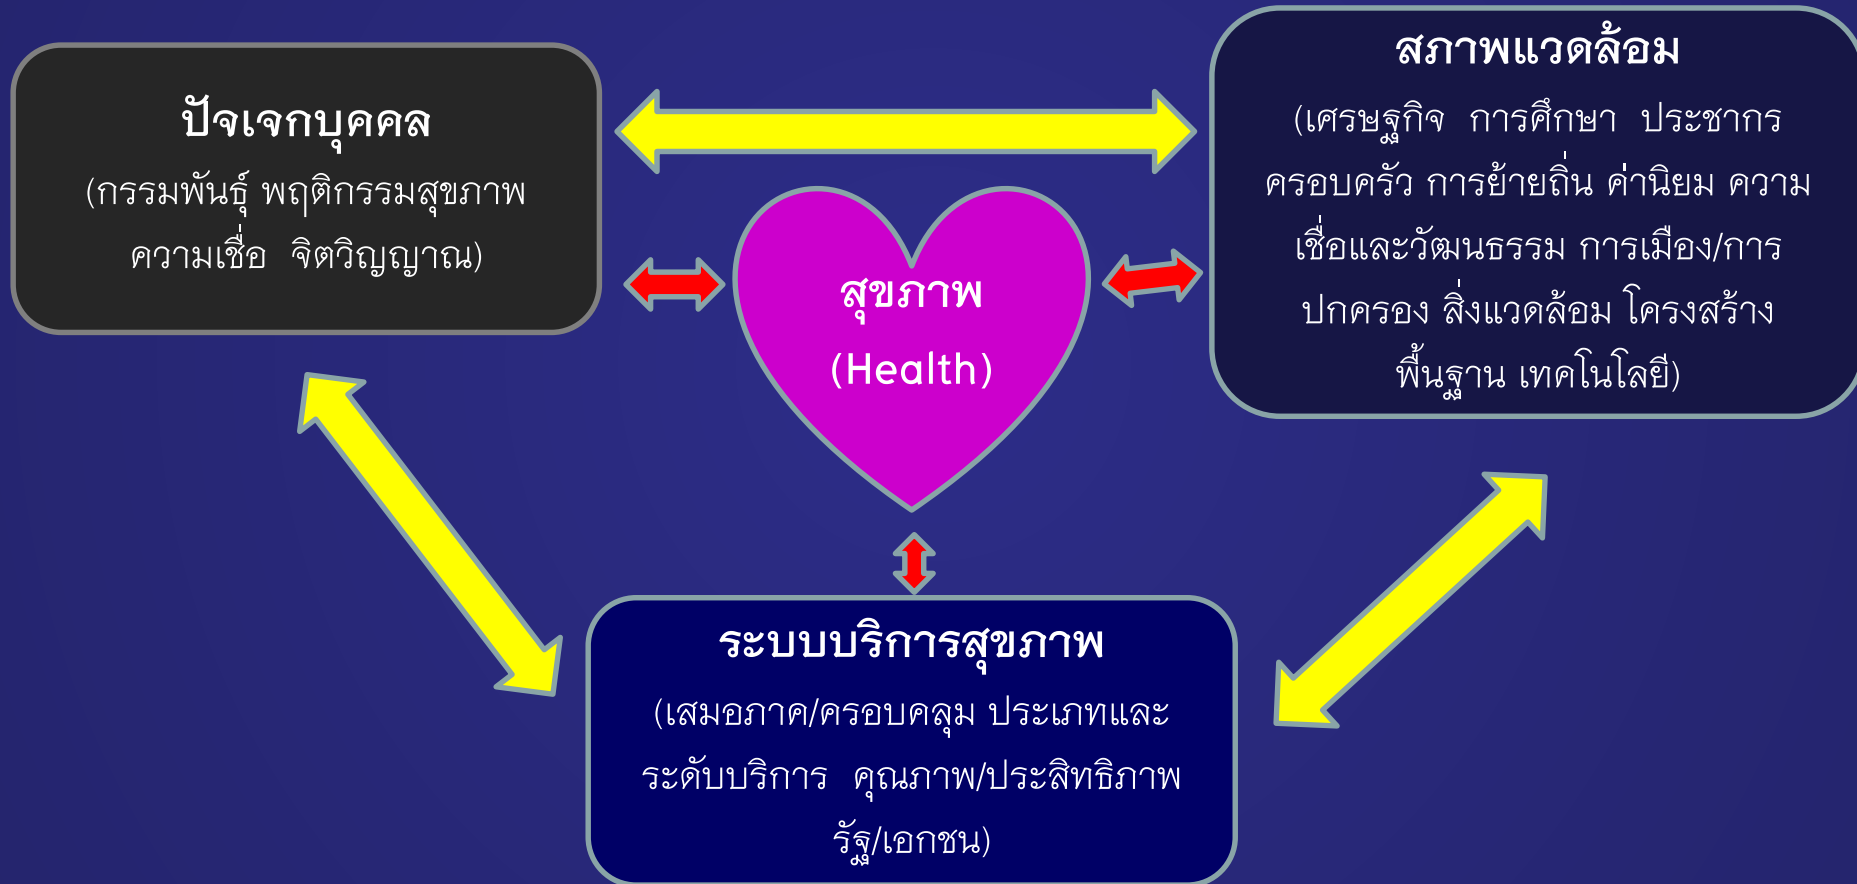 ปัจเจกบุคคล
(กรรมพันธุ์ พฤติกรรมสุขภาพ
ความเชื่อ จิตวิญญาณ)
สภาพแวดล้อม
(เศรษฐกิจ การศึกษา ประชากร
ครอบครัว การย้ายถิ่น ค่านิยม ความ
เชื่อและวัฒนธรรม การเมือง/การ
ปกครอง สิ่งแวดล้อม โครงสร้าง
พื้นฐาน เทคโนโลยี)
สุขภาพ
(Health)
ระบบบริการสุขภาพ
(เสมอภาค/ครอบคลุม ประเภทและ
ระดับบริการ คุณภาพ/ประสิทธิภาพ
รัฐ/เอกชน)